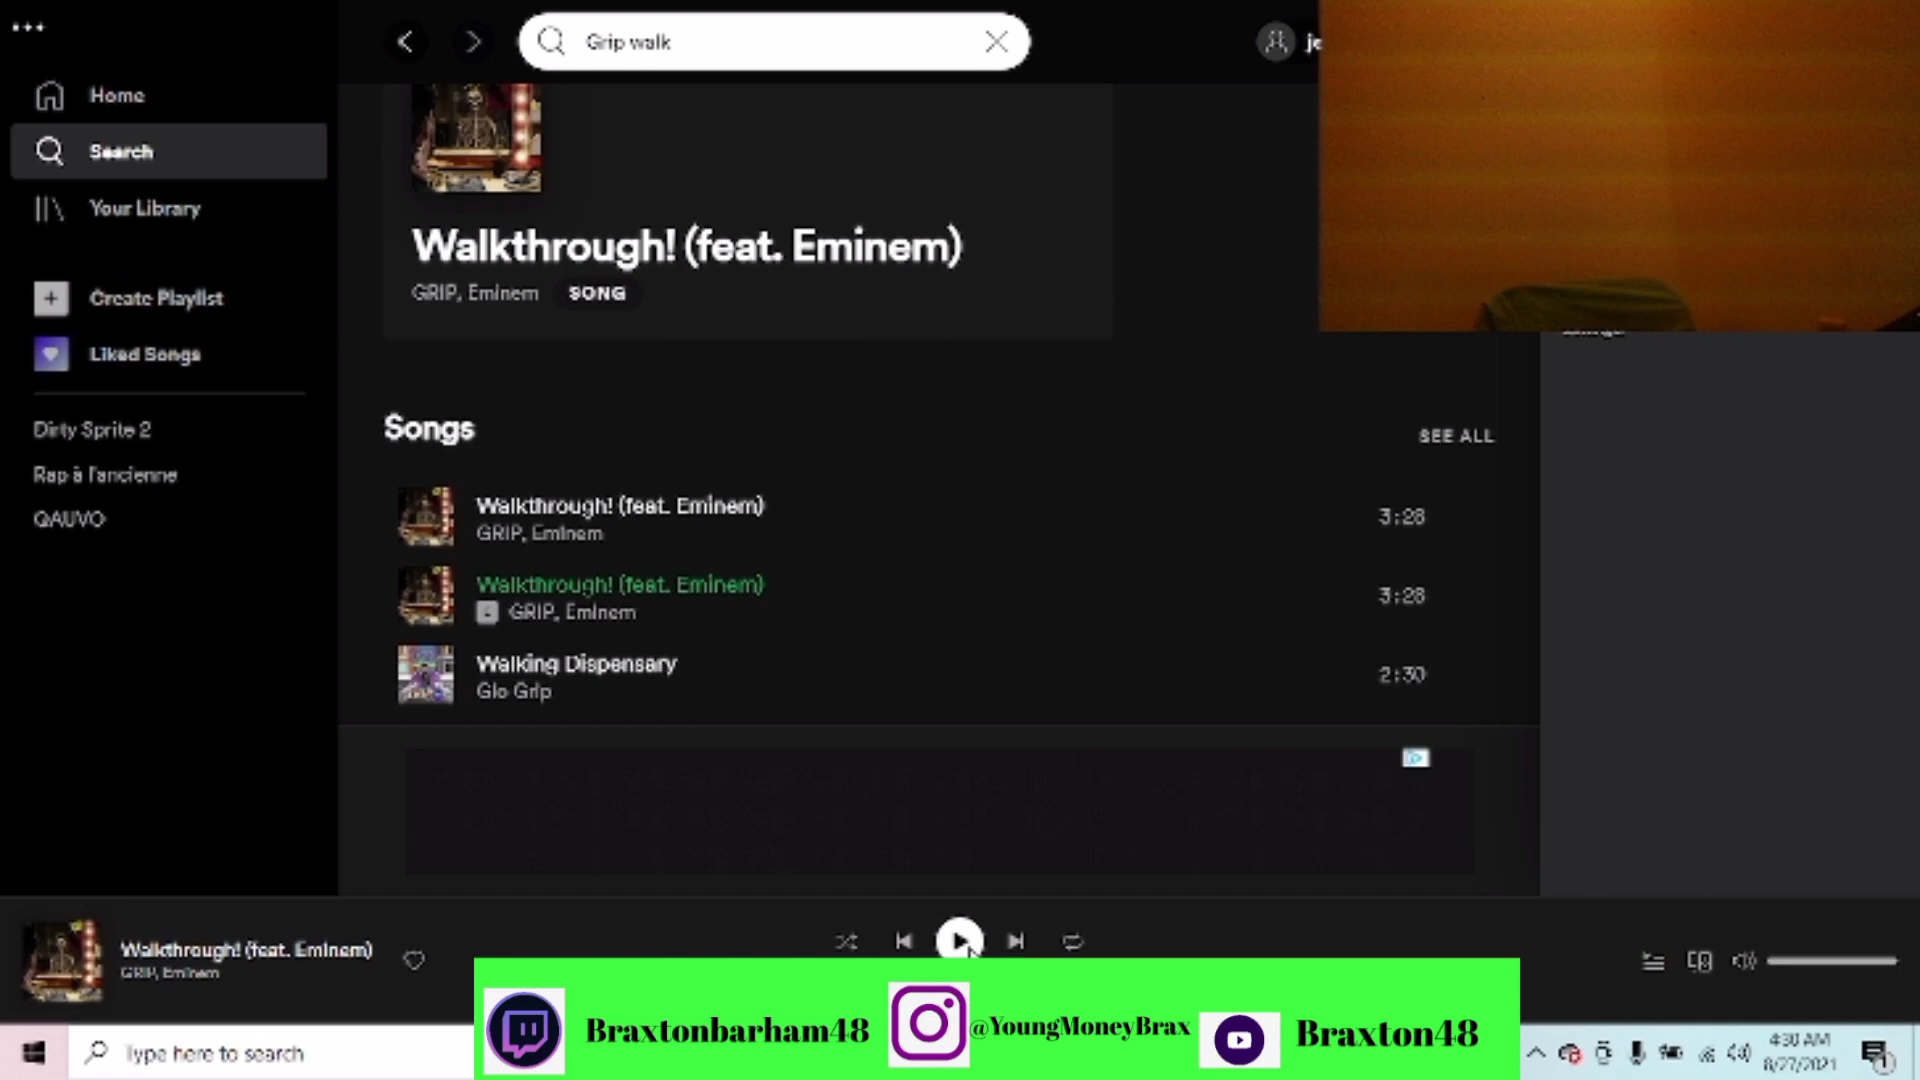 Grip walk
Home
Search
Your Library
Create Playlist
Liked Songs
Dirty Sprite 2
Rap à l'ancienne
QAUVO
Walkthrough! (feat. Eminem)
GRIP, Eminem SONG
Songs
SEE ALL
Walkthrough! (feat. Eminem)
GRIP, Eminem
3:28
Walkthrough! (feat. Eminem)
GRIP, Eminem
3:28
Walking Dispensary
Glo Grip
2:30
Walkthrough! (feat. Eminem)
GRIP, Eminem
Braxtonbarham48
@YoungMoneyBrax
Braxton48
Type here to search
4:30 AM
8/27/2021